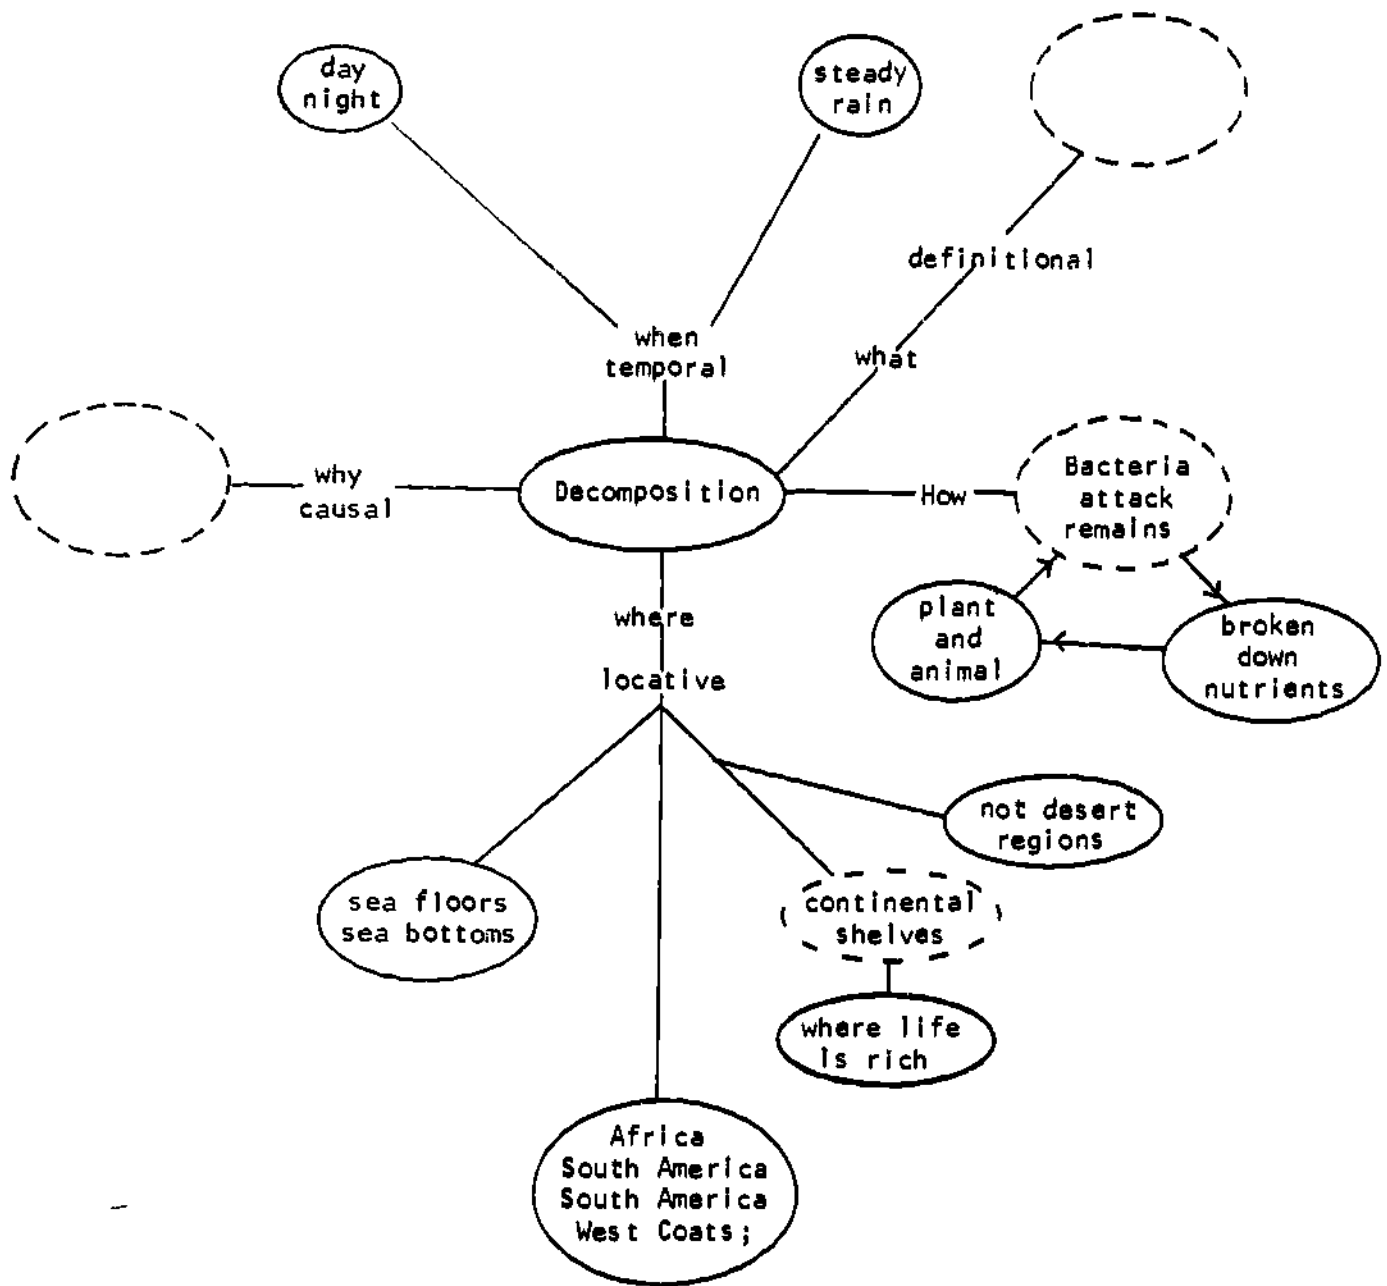 day
night
steady
rain
definitional
when
temporal
what
why
causal
Decomposition
How
Bacteria
attack
remains
where
locative
plant
and
animal
broken
down
nutrients
not desert
regions
sea floors
sea bottoms
continental
shelves
where life
is rich
Africa
South America
South America
West Coats;